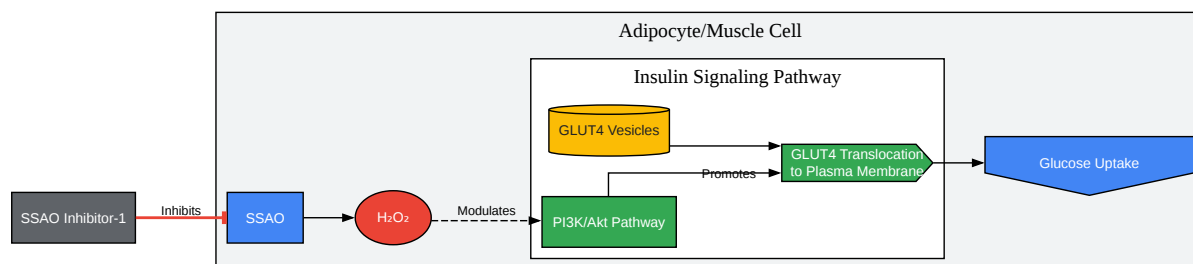 Adipocyte/Muscle Cell
Insulin Signaling Pathway
GLUT4 Vesicles
GLUT4 Translocation
to Plasma Membrane
Glucose Uptake
Promotes
SSAO Inhibitor-1
Inhibits
SSAO
H₂O₂
Modulates
PI3K/Akt Pathway